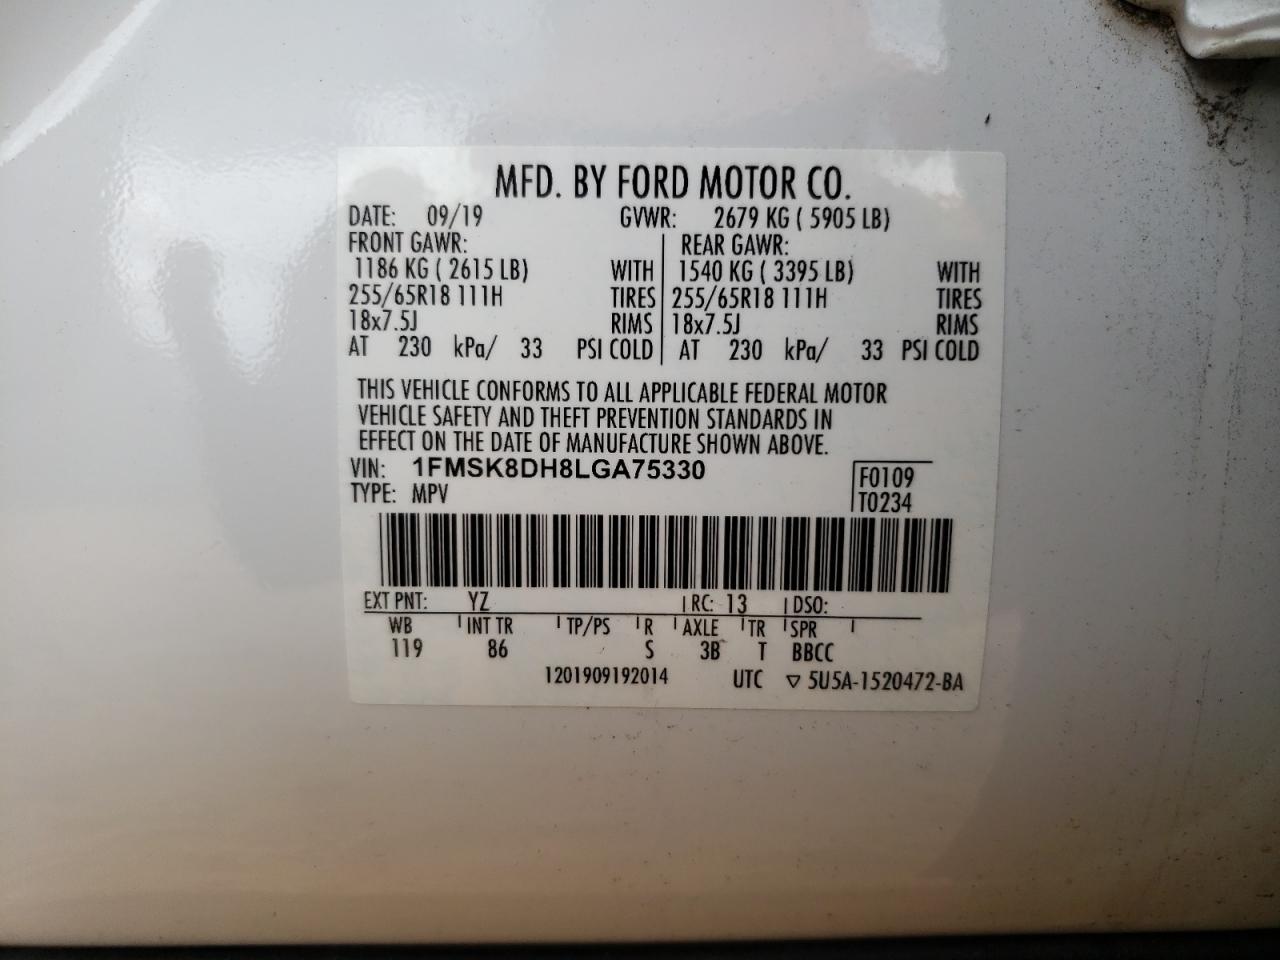 MFD. BY FORD MOTOR CO.
DATE: 09/19 GVWR: 2679 KG ( 5905 LB)
FRONT GAWR: REAR GAWR:
1186 KG ( 2615 LB) WITH 1540 KG ( 3395 LB) WITH
255/65R18 111H TIRES 255/65R18 111H TIRES
18x7.5J RIMS 18x7.5J RIMS
AT 230 kPa/ 33 PSI COLD AT 230 kPa/ 33 PSI COLD
THIS VEHICLE CONFORMS TO ALL APPLICABLE FEDERAL MOTOR
VEHICLE SAFETY AND THEFT PREVENTION STANDARDS IN
EFFECT ON THE DATE OF MANUFACTURE SHOWN ABOVE.
VIN: 1FMSK8DH8LGA75330 F0109
TYPE: MPV T0234
EXT PNT: YZ RC: 13 DSO:
WB INT TR TP/PS R AXLE TR SPR
119 86 S 3B T BBCC
1201909192014 UTC ▽ 5U5A-1520472-BA